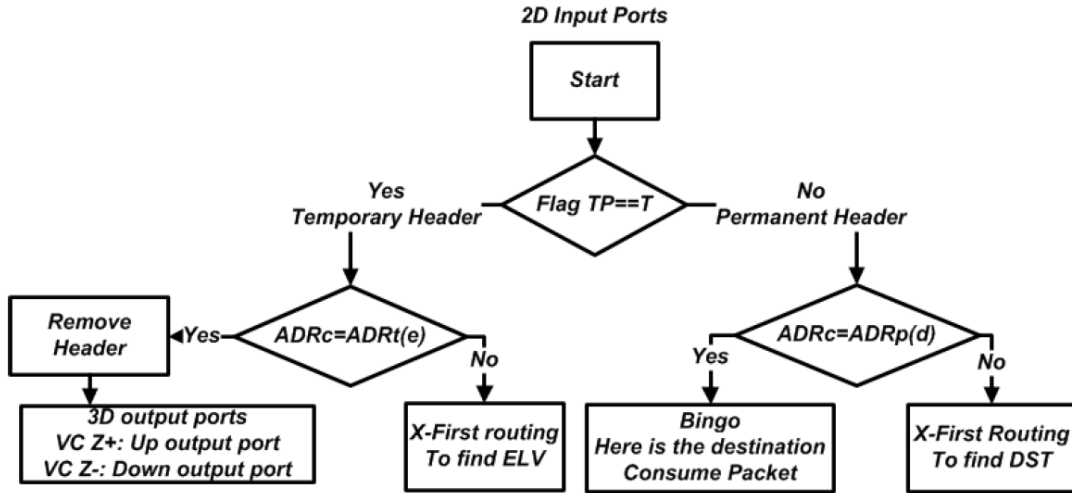 2D Input Ports
Start
Flag TP==T
Yes
Temporary Header
No
Permanent Header
Remove
Header
Yes
ADRc=ADRt(e)
No
ADRc=ADRp(d)
Yes
No
3D output ports
VC Z+: Up output port
VC Z-: Down output port
X-First routing
To find ELV
Bingo
Here is the destination
Consume Packet
X-First Routing
To find DST